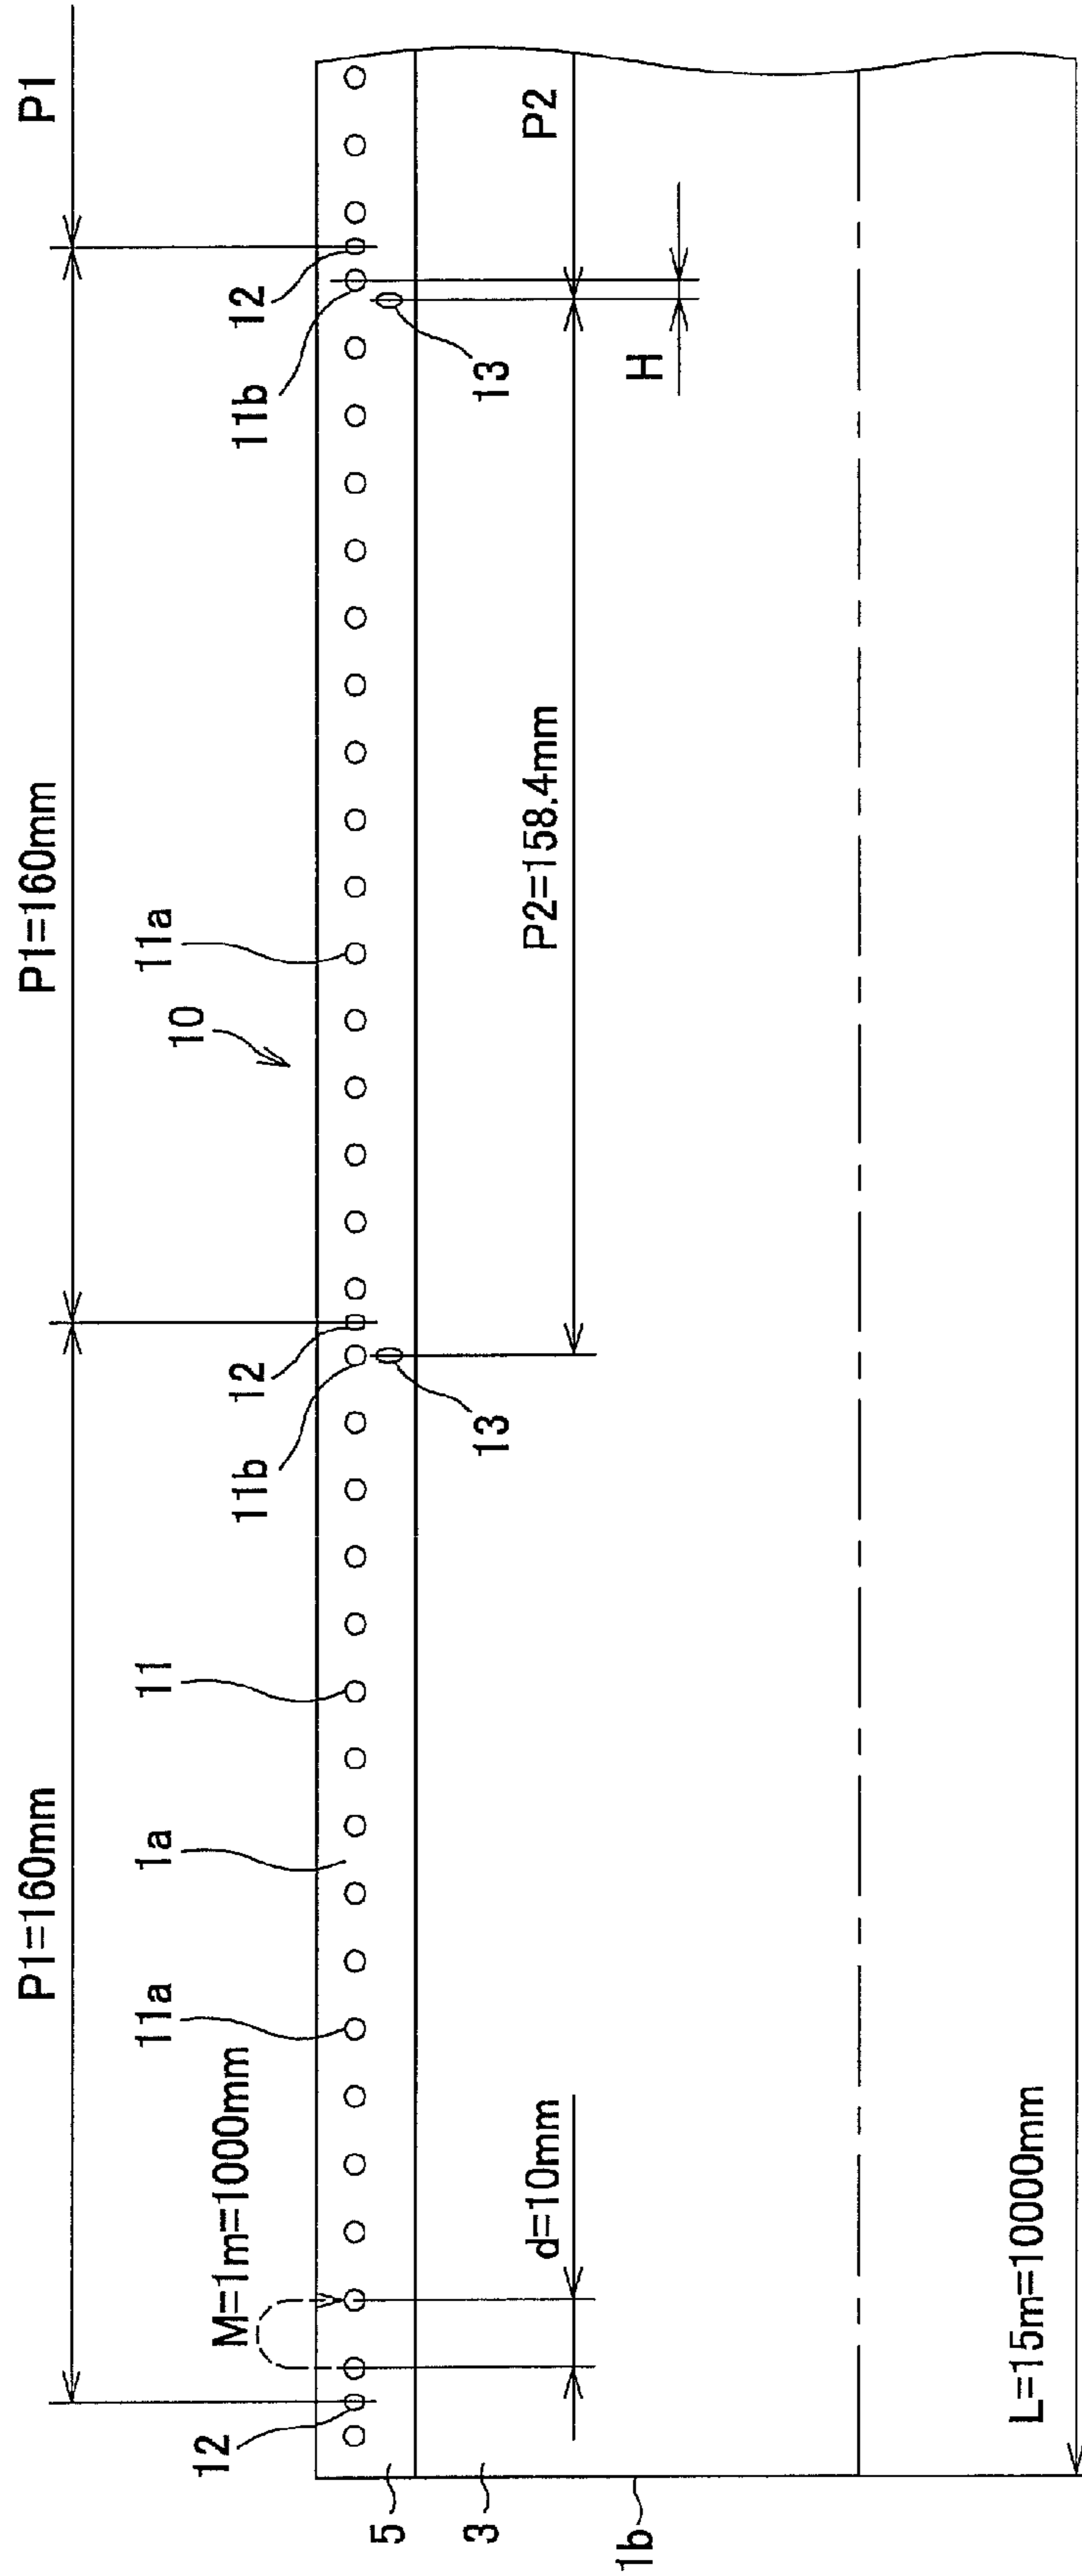 P1=160mm
P1=160mm
P1
M=1m=1000mm
11a
1a
11
10
11a
12
11b
12
11b
12
13
13
d=10mm
P2=158.4mm
P2
H
5
3
1b
L=15m=10000mm